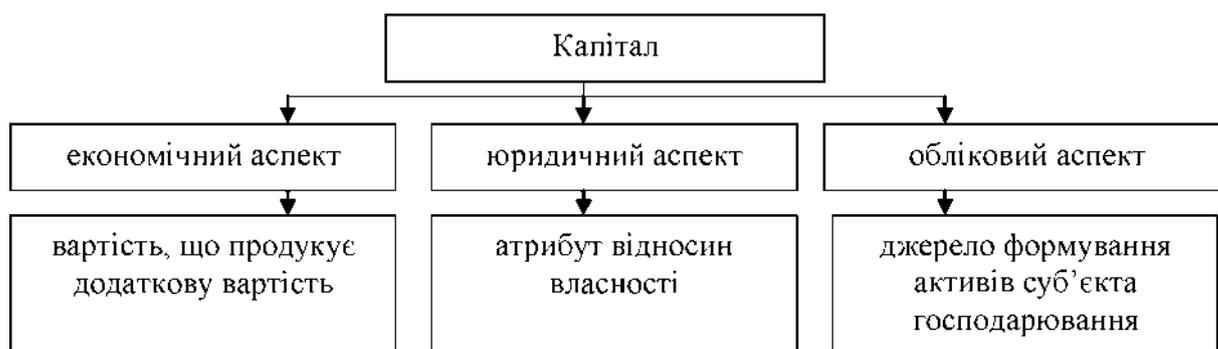 Капітал
економічний аспект
юридичний аспект
обліковий аспект
вартість, що продукує
додаткову вартість
атрибут відносин
власності
джерело формування
активів суб’єкта
господарювання